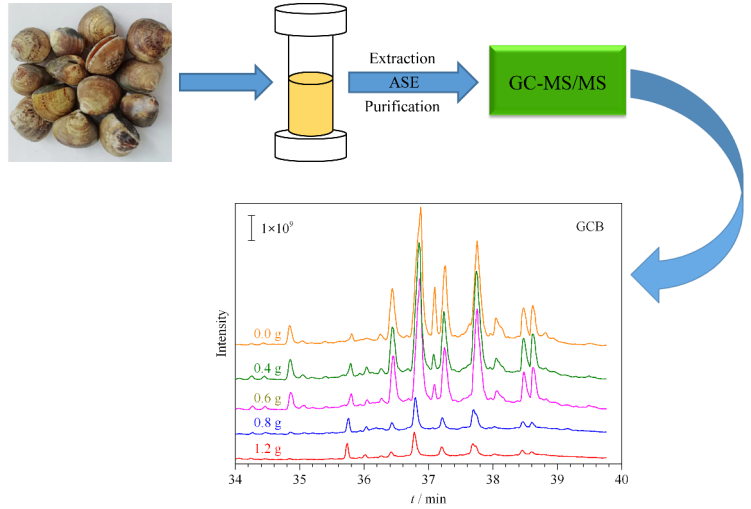 Extraction
ASE
Purification
GC-MS/MS
1×10⁹
GCB
0.0 g
0.4 g
0.6 g
0.8 g
1.2 g
Intensity
34 35 36 37 38 39 40
t / min